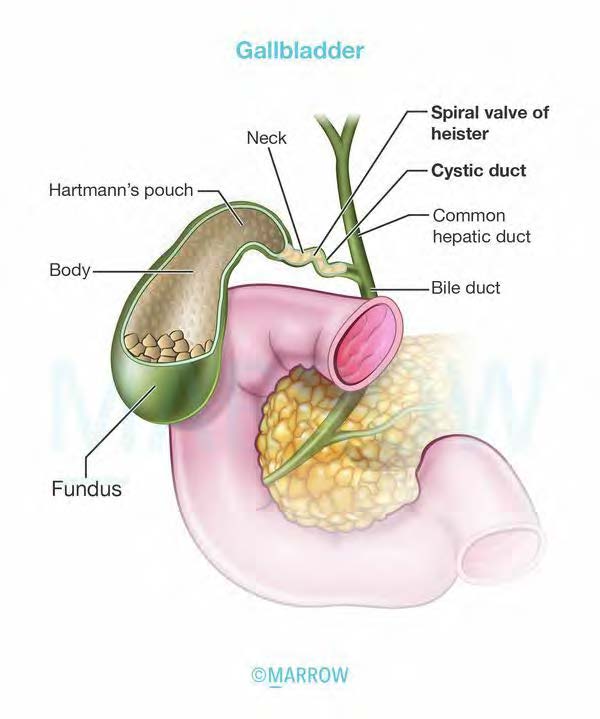 Gallbladder
Spiral valve of
heister
Neck
Cystic duct
Hartmann's pouch
Common
hepatic duct
Body
Bile duct
MARROW
Fundus
©MARROW